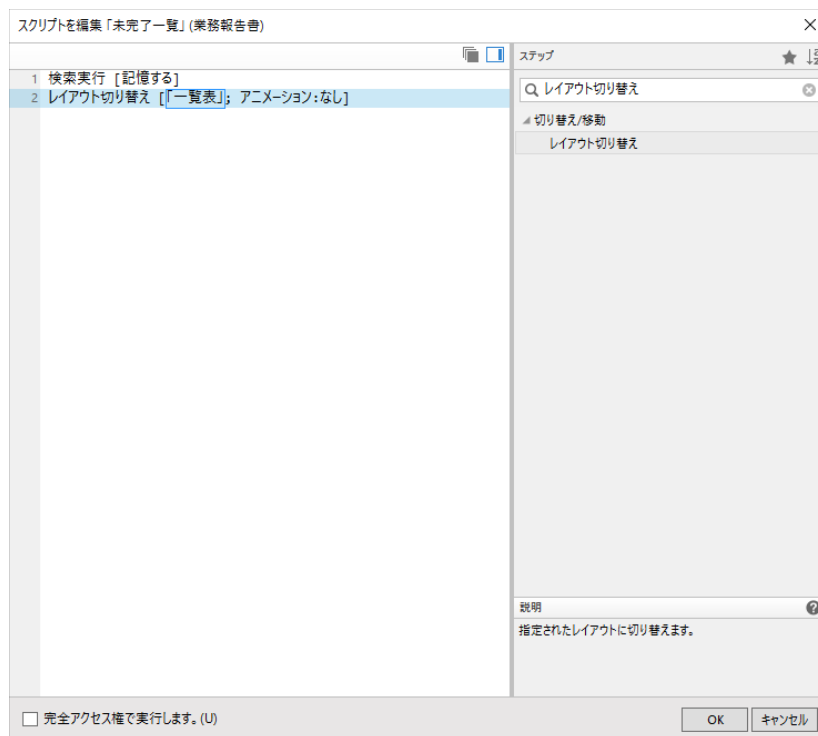 スクリプトを編集「未完了一覧」(業務報告書)
1 検索実行 [記憶する]
2 レイアウト切り替え [「一覧表」; アニメーション:なし]
ステップ
レイアウト切り替え
切り替え/移動
レイアウト切り替え
説明
指定されたレイアウトに切り替えます。
完全アクセス権で実行します。(U)
OK
キャンセル